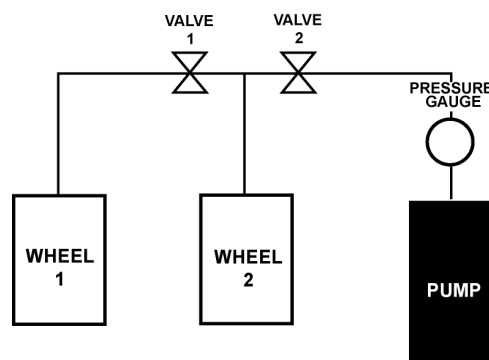 VALVE
1
VALVE
2
PRESSURE
GAUGE
WHEEL
1
WHEEL
2
PUMP